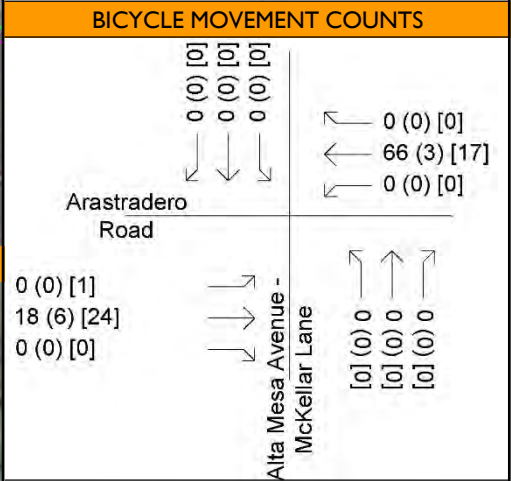 BICYCLE MOVEMENT COUNTS
0 (0) [0]
0 (0) [0]
0 (0) [0]
0 (0) [0]
66 (3) [17]
0 (0) [0]
Arastradero
Road
0 (0) [1]
18 (6) [24]
0 (0) [0]
Alta Mesa Avenue -
McKellar Lane
[0] (0) 0
[0] (0) 0
[0] (0) 0